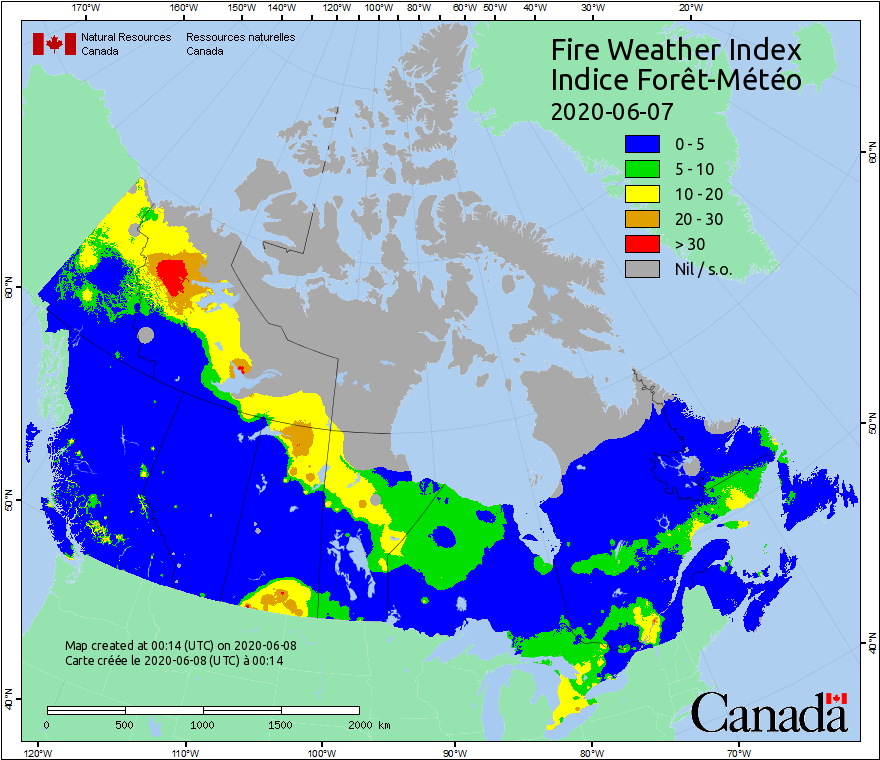 170°W 160°W 150°W 140°W 120°W 100°W 80°W 60°W 50°W 40°W 30°W 20°W
Natural Resources Ressources naturelles
Canada Canada
Fire Weather Index
Indice Forêt-Météo
2020-06-07
0 - 5
5 - 10
10 - 20
20 - 30
> 30
Nil / s.o.
60°N 60°N
50°N 50°N
40°N 40°N
Map created at 00:14 (UTC) on 2020-06-08
Carte créée le 2020-06-08 (UTC) à 00:14
0 500 1000 1500 2000 km
Canada
120°W 110°W 100°W 90°W 80°W 70°W